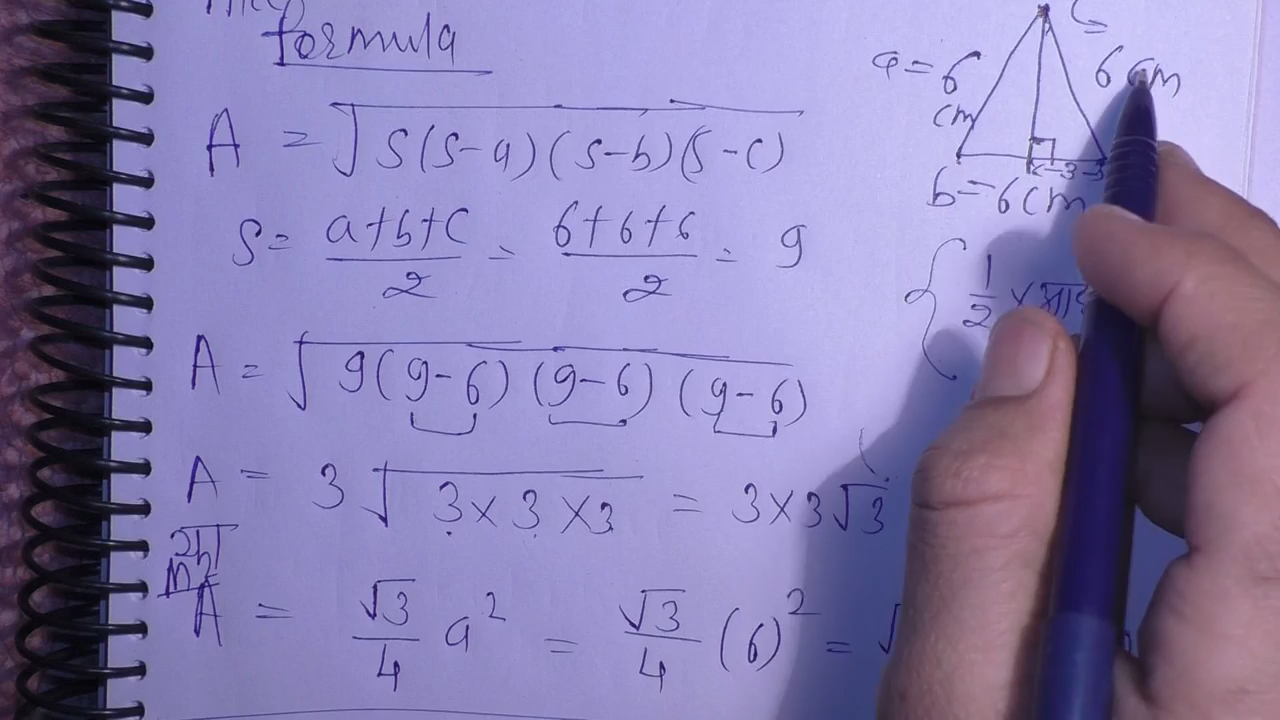 formula
A = √S(S-a)(S-b)(S-c)
S = a+b+c/2 = 6+6+6/2 = 9
A = √9(9-6)(9-6)(9-6)
A = 3√3×3×3 = 3×3√3
A = √3/4 a² = √3/4 (6)² = √
C
a = 6 cm
6 cm
3
b = 6 cm
1/2 ×